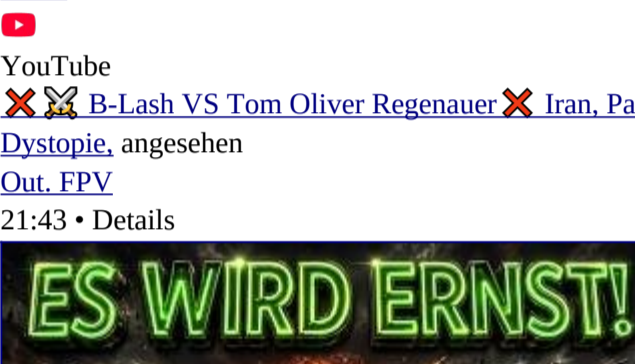 YouTube
❌⚔️ B-Lash VS Tom Oliver Regenauer❌ Iran, Pa
Dystopie, angesehen
Out. FPV
21:43 • Details
ES WIRD ERNST!